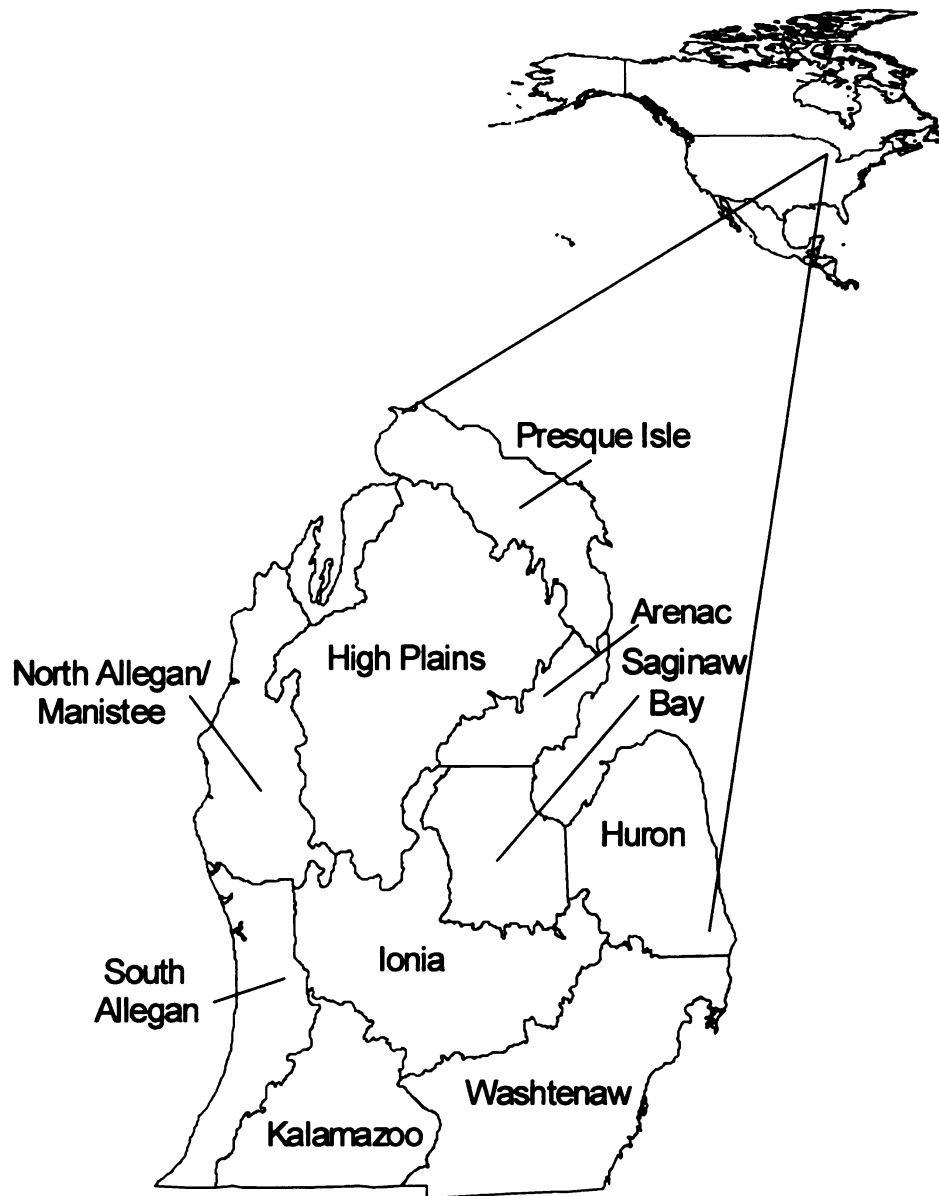 Presque Isle
Arenac
High Plains
Saginaw
Bay
North Allegan/
Manistee
Huron
Ionia
South
Allegan
Washtenaw
Kalamazoo